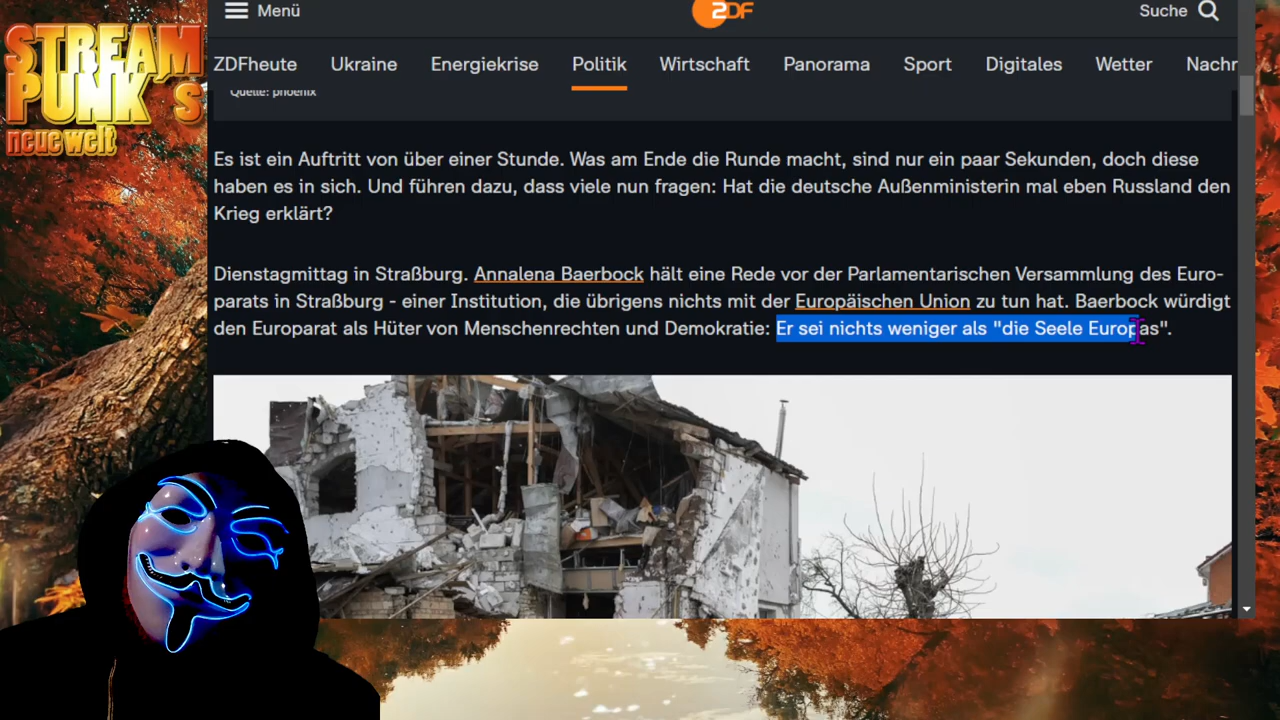 STREAM
PUNK´s
neue welt
Menü
ZDF
Suche
ZDFheute Ukraine Energiekrise Politik Wirtschaft Panorama Sport Digitales Wetter Nachr
Quelle: phoenix
Es ist ein Auftritt von über einer Stunde. Was am Ende die Runde macht, sind nur ein paar Sekunden, doch diese
haben es in sich. Und führen dazu, dass viele nun fragen: Hat die deutsche Außenministerin mal eben Russland den
Krieg erklärt?
Dienstagmittag in Straßburg. Annalena Baerbock hält eine Rede vor der Parlamentarischen Versammlung des Euro-
parats in Straßburg - einer Institution, die übrigens nichts mit der Europäischen Union zu tun hat. Baerbock würdigt
den Europarat als Hüter von Menschenrechten und Demokratie: Er sei nichts weniger als "die Seele Europas".